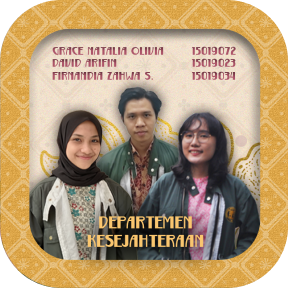 GRACE NATALIA OLIVIA 15019072
DAVID ARIFIN 15019023
FIRNANDIA ZAHWA S. 15019034
DEPARTEMEN
KESEJAHTERAAN